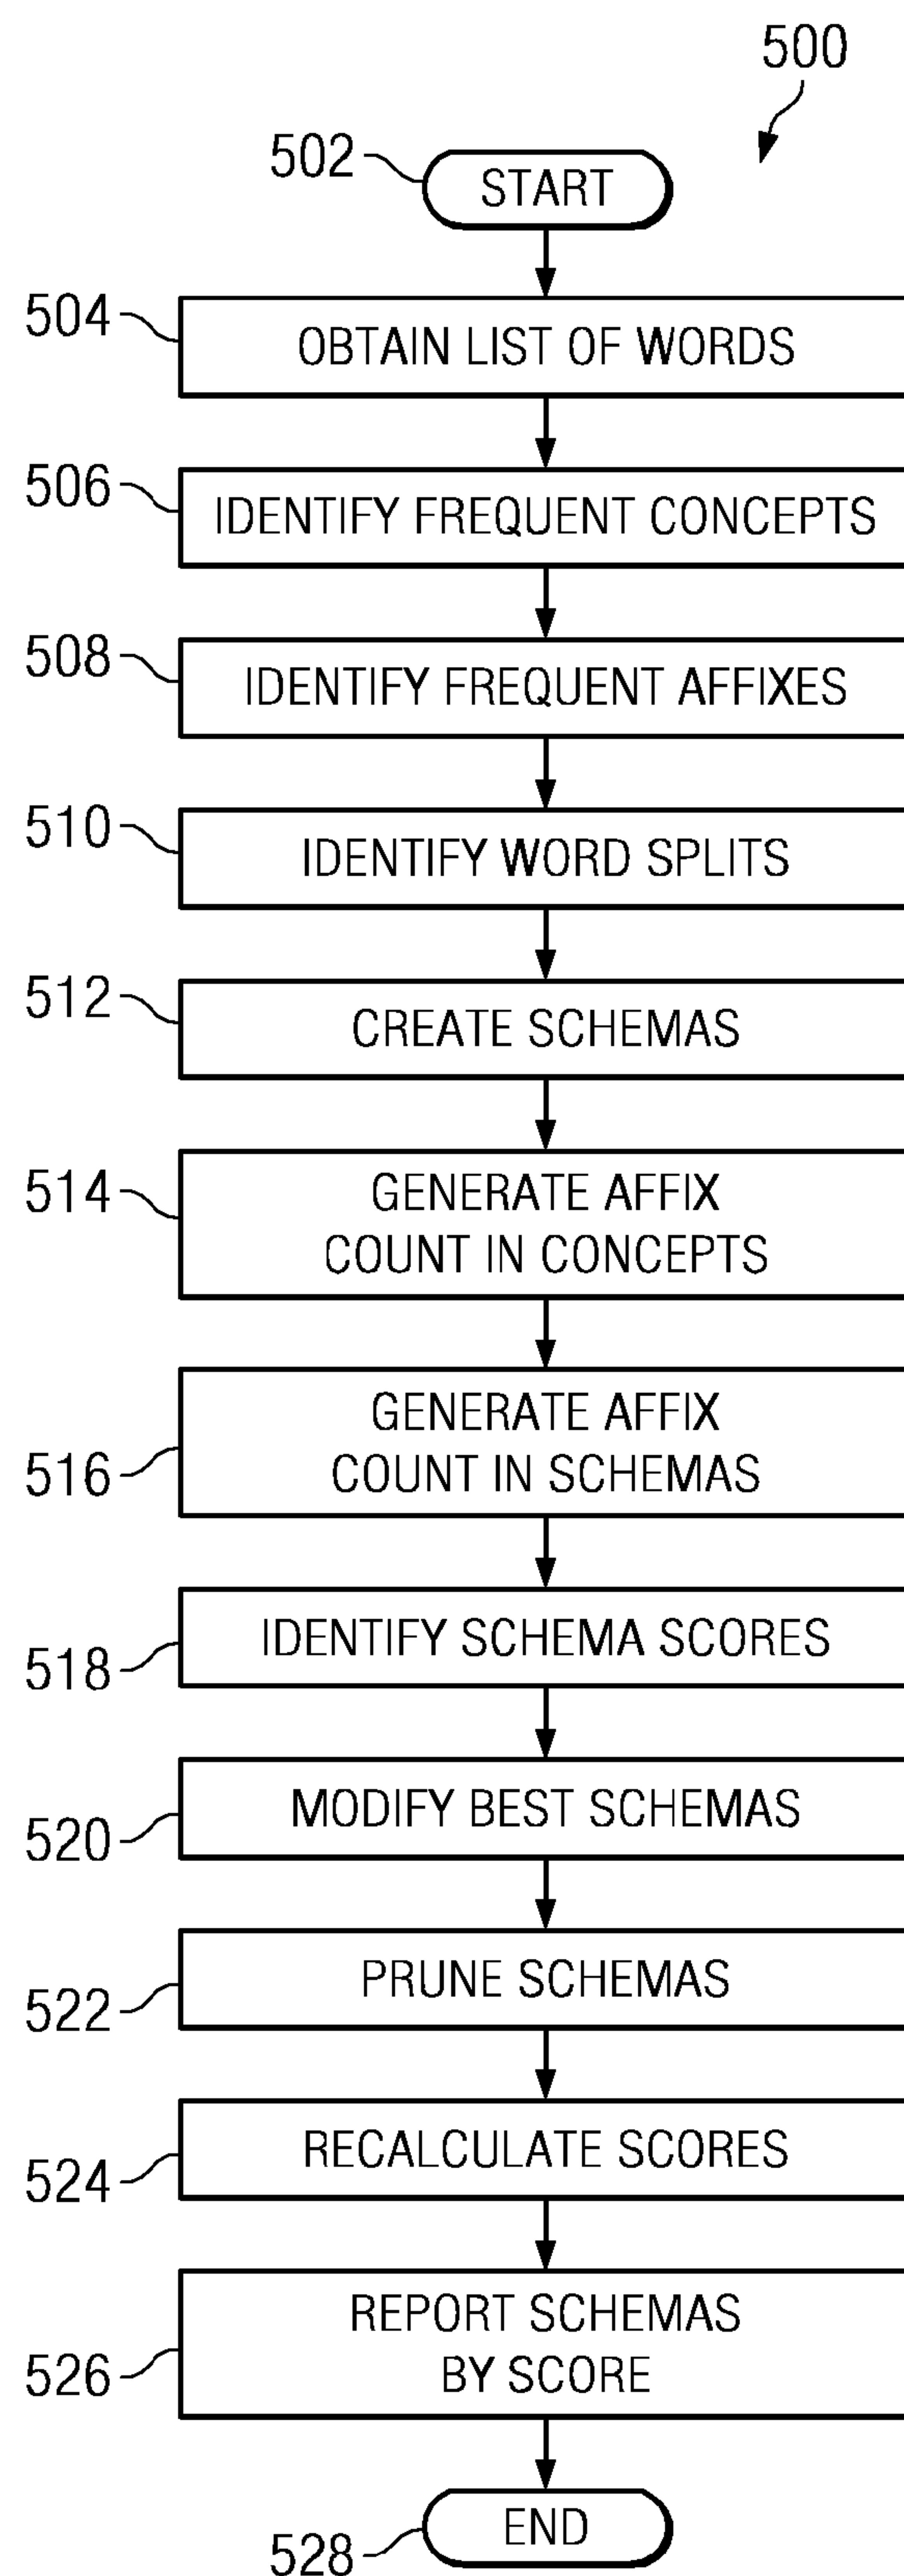 500
502
START
504
OBTAIN LIST OF WORDS
506
IDENTIFY FREQUENT CONCEPTS
508
IDENTIFY FREQUENT AFFIXES
510
IDENTIFY WORD SPLITS
512
CREATE SCHEMAS
514
GENERATE AFFIX
COUNT IN CONCEPTS
516
GENERATE AFFIX
COUNT IN SCHEMAS
518
IDENTIFY SCHEMA SCORES
520
MODIFY BEST SCHEMAS
522
PRUNE SCHEMAS
524
RECALCULATE SCORES
526
REPORT SCHEMAS
BY SCORE
528
END